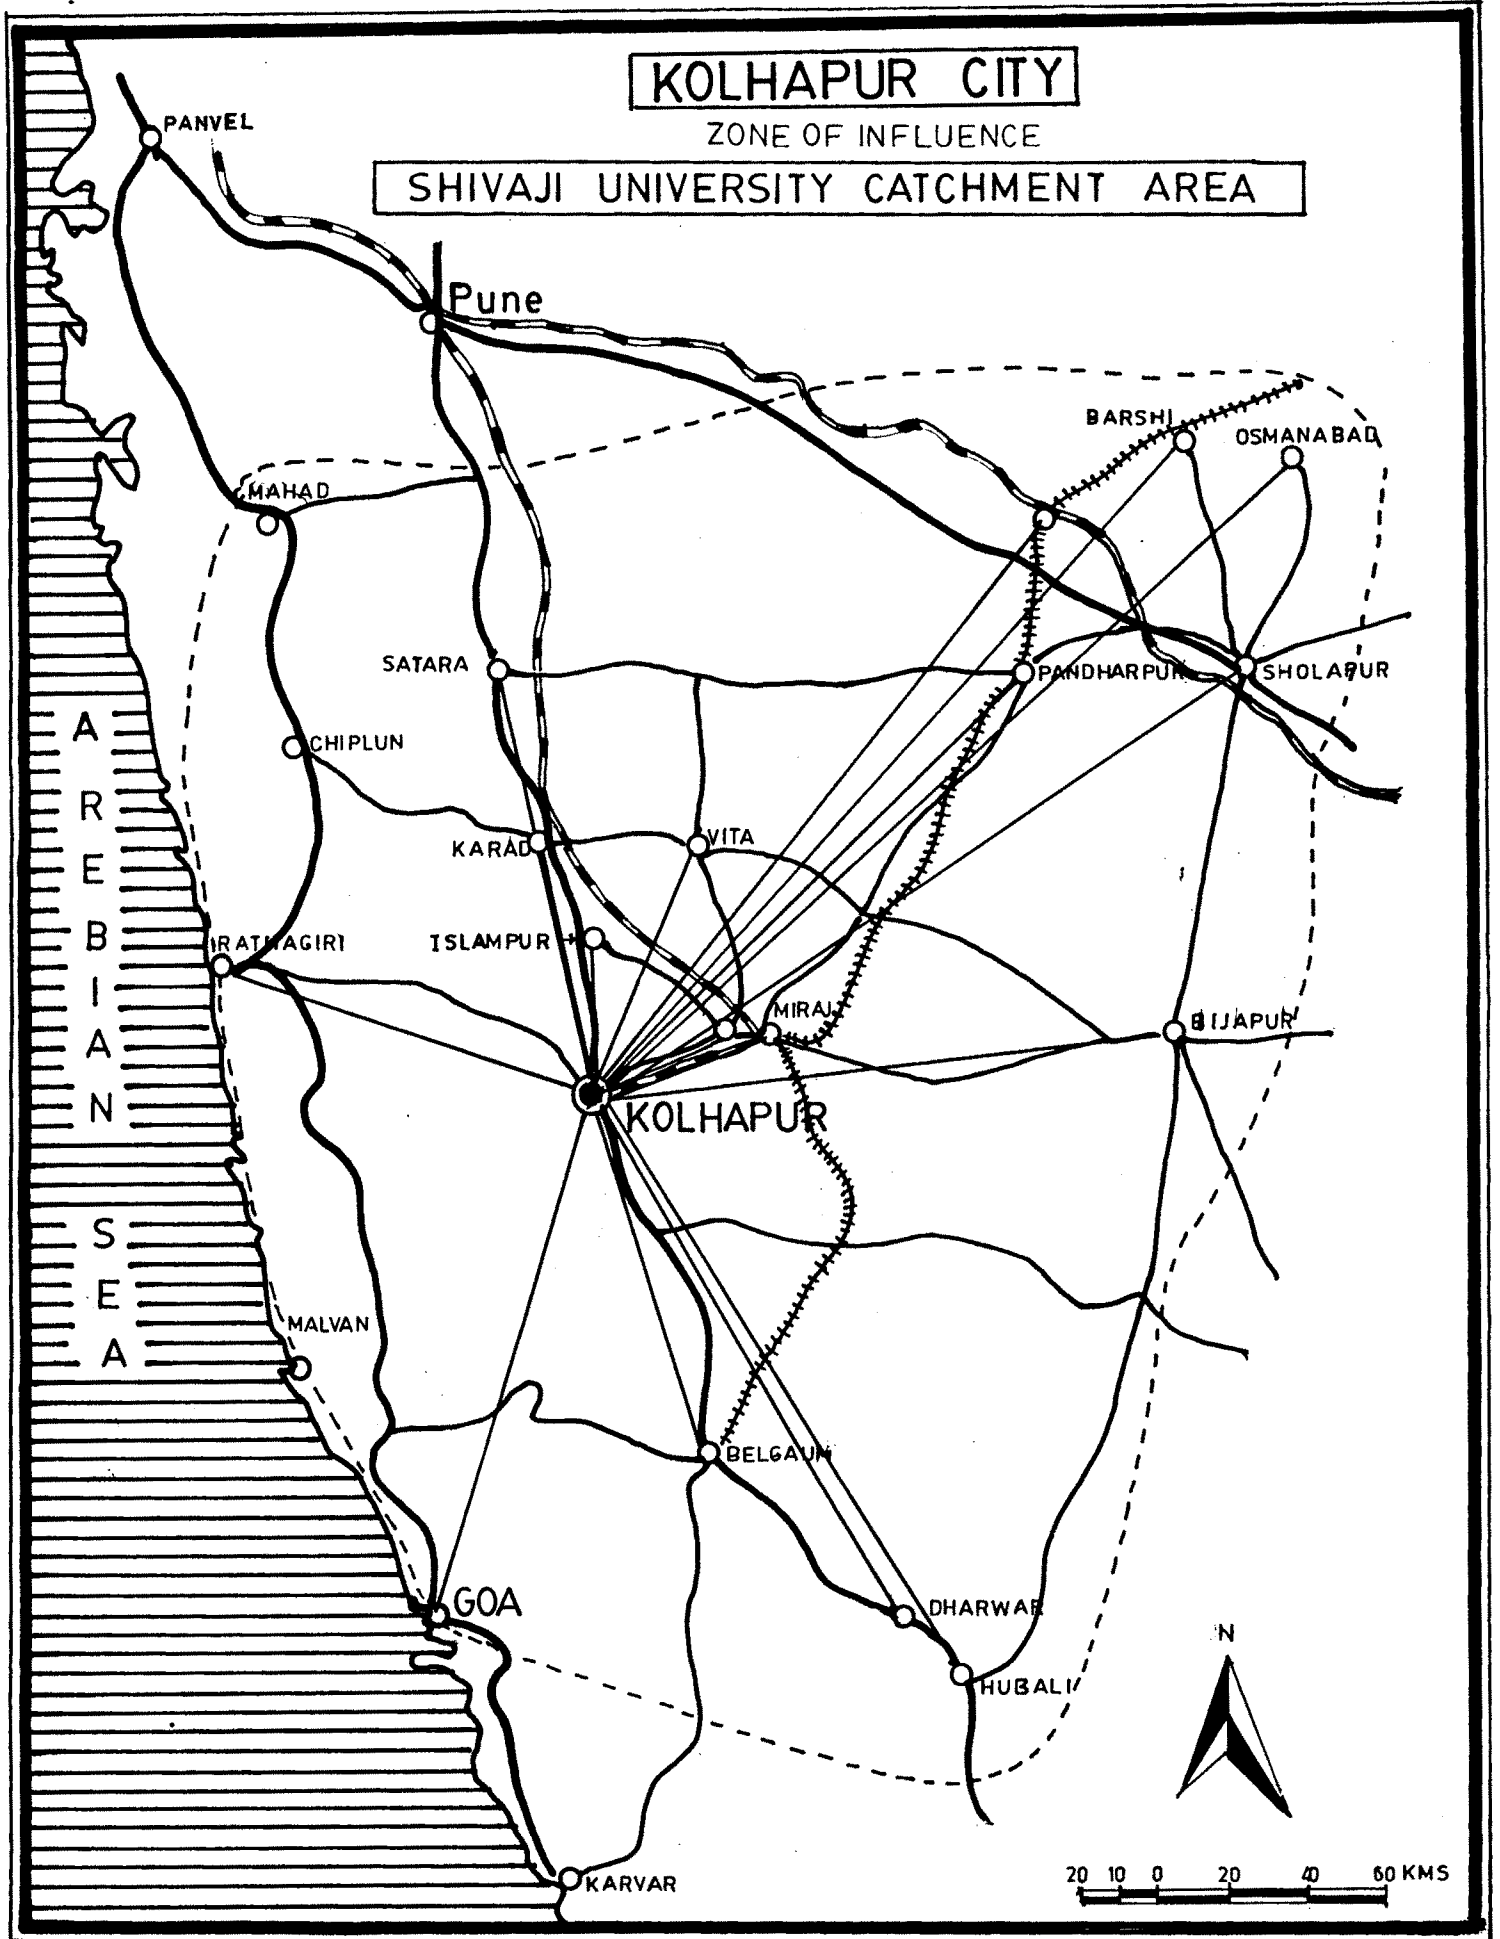 KOLHAPUR CITY
ZONE OF INFLUENCE
SHIVAJI UNIVERSITY CATCHMENT AREA
PANVEL
Pune
BARSHI
OSMANABAD
MAHAD
SATARA
PANDHARPUR
SHOLAPUR
CHIPLUN
KARAD
VITA
ISLAMPUR
RATNAGIRI
MIRAJ
BIJAPUR
KOLHAPUR
AREBIAN SEA
MALVAN
BELGAUM
GOA
DHARWAR
HUBALI
KARVAR
N
20 10 0 20 40 60 KMS